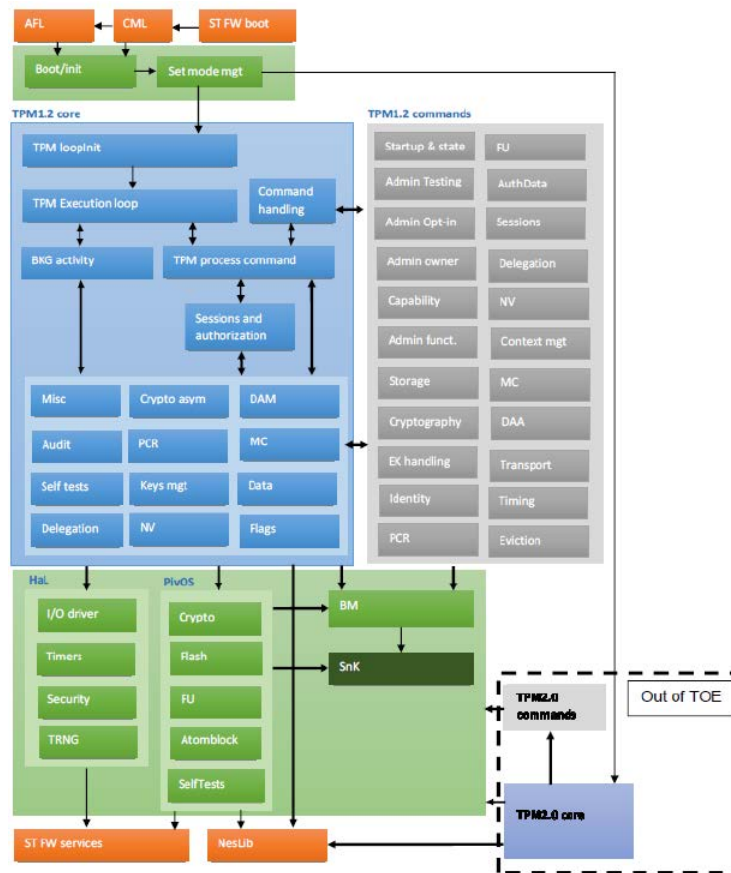 AFL
CML
ST FW boot
Boot/init
Set mode mgt
TPM1.2 core
TPM1.2 commands
TPM loopInit
TPM Execution loop
Command
handling
BKG activity
TPM process command
Sessions and
authorization
Misc
Crypto asym
DAM
Audit
PCR
MC
Self tests
Keys mgt
Data
Delegation
NV
Flags
Startup & state
FU
Admin Testing
AuthData
Admin Opt-in
Sessions
Admin owner
Delegation
Capability
NV
Admin funct.
Context mgt
Storage
MC
Cryptography
DAA
EK handling
Transport
Identity
Timing
PCR
Eviction
HaL
PivOS
I/O driver
Timers
Security
TRNG
Crypto
Flash
FU
Atomblock
SelfTests
BM
SnK
TPM2.0
commands
Out of TOE
TPM2.0 core
ST FW services
NesLib